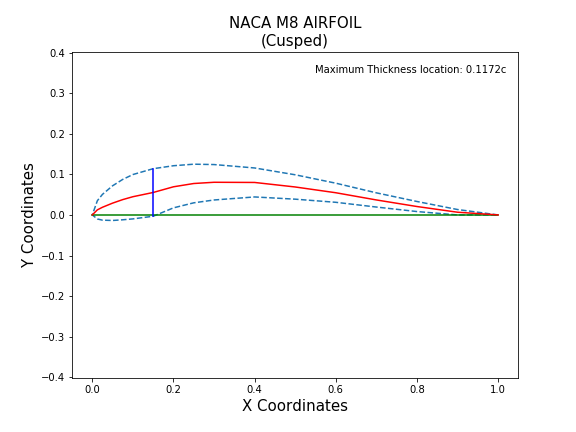 NACA M8 AIRFOIL
(Cusped)
Maximum Thickness location: 0.1172c
Y Coordinates
0.4
0.3
0.2
0.1
0.0
−0.1
−0.2
−0.3
−0.4
0.0 0.2 0.4 0.6 0.8 1.0
X Coordinates